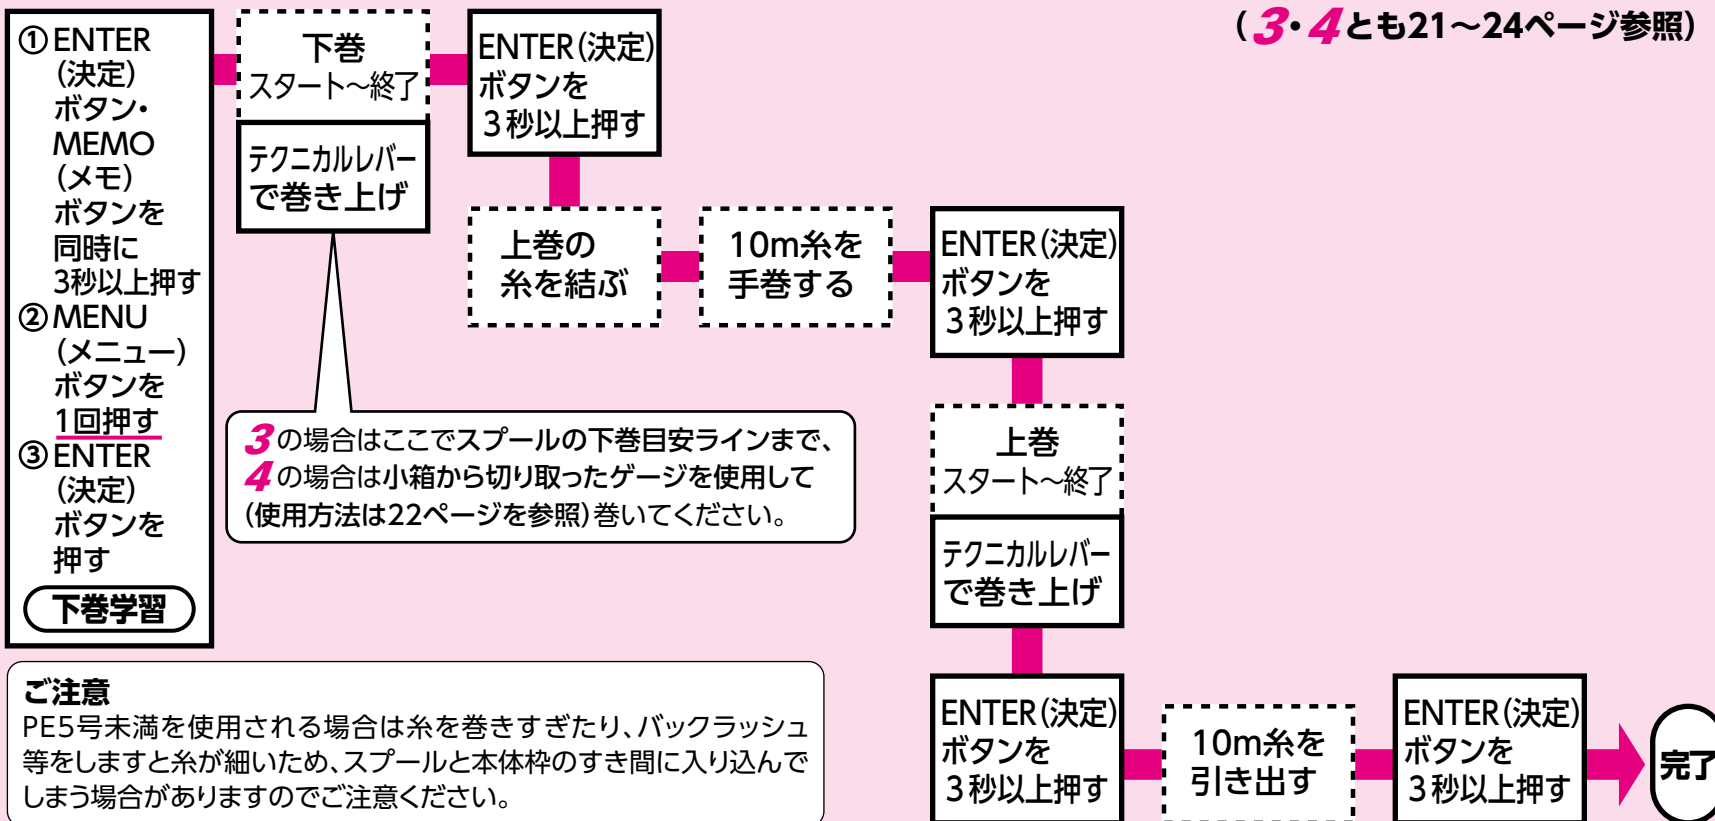 (3・4とも21〜24ページ参照)
① ENTER
(決定)
ボタン・
MEMO
(メモ)
ボタンを
同時に
3秒以上押す
② MENU
(メニュー)
ボタンを
1回押す
③ ENTER
(決定)
ボタンを
押す
下巻学習
下巻
スタート〜終了
テクニカルレバー
で巻き上げ
ENTER(決定)
ボタンを
3秒以上押す
上巻の
糸を結ぶ
10m糸を
手巻する
ENTER(決定)
ボタンを
3秒以上押す
3の場合はここでスプールの下巻目安ラインまで、
4の場合は小箱から切り取ったゲージを使用して
(使用方法は22ページを参照)巻いてください。
上巻
スタート〜終了
テクニカルレバー
で巻き上げ
ENTER(決定)
ボタンを
3秒以上押す
10m糸を
引き出す
ENTER(決定)
ボタンを
3秒以上押す
完了
ご注意
PE5号未満を使用される場合は糸を巻きすぎたり、バックラッシュ
等をしますと糸が細いため、スプールと本体枠のすき間に入り込んで
しまう場合がありますのでご注意ください。